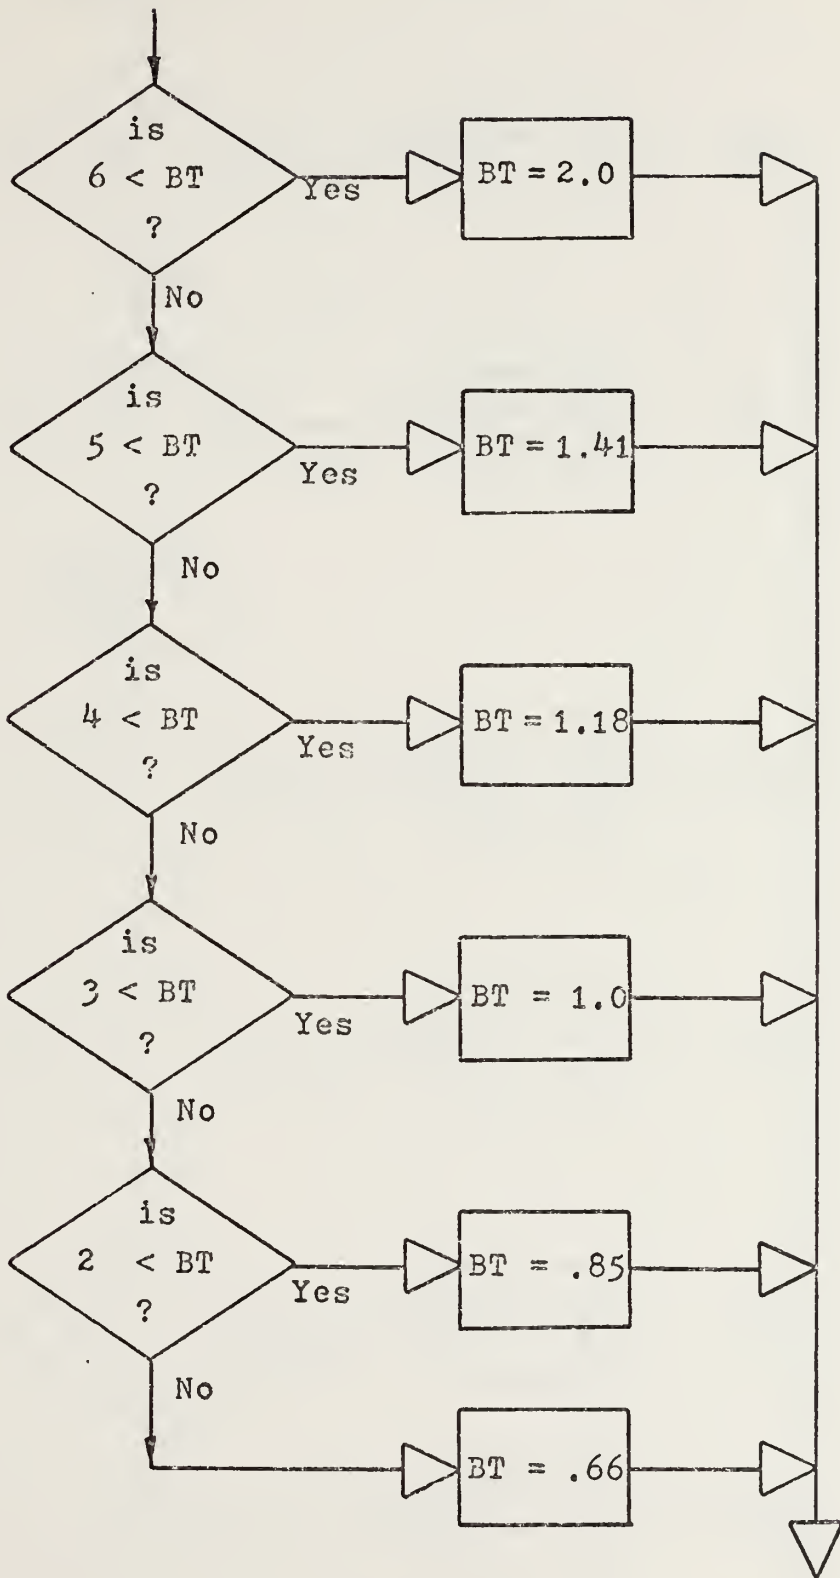 is
6 < BT
?
Yes
BT = 2.0
No
is
5 < BT
?
Yes
BT = 1.41
No
is
4 < BT
?
Yes
BT = 1.18
No
is
3 < BT
?
Yes
BT = 1.0
No
is
2 < BT
?
Yes
BT = .85
No
BT = .66